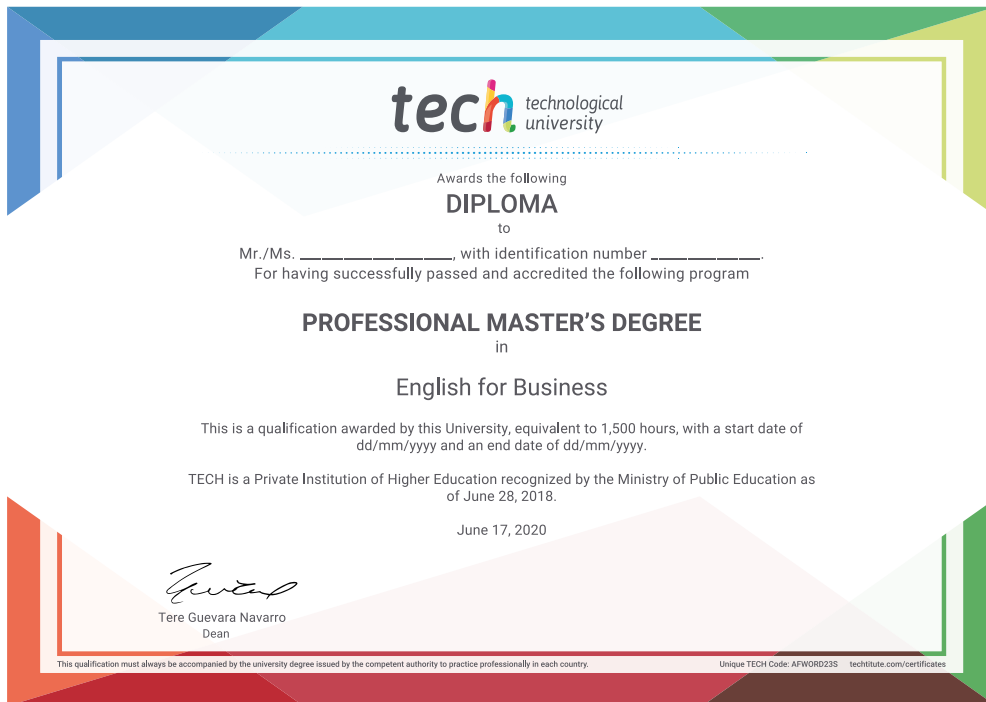 tech technological
university
Awards the following
DIPLOMA
to
Mr./Ms. _______________, with identification number ___________.
For having successfully passed and accredited the following program
PROFESSIONAL MASTER’S DEGREE
in
English for Business
This is a qualification awarded by this University, equivalent to 1,500 hours, with a start date of
dd/mm/yyyy and an end date of dd/mm/yyyy.
TECH is a Private Institution of Higher Education recognized by the Ministry of Public Education as
of June 28, 2018.
June 17, 2020
Tere Guevara Navarro
Dean
This qualification must always be accompanied by the university degree issued by the competent authority to practice professionally in each country.
Unique TECH Code: AFWORD23S techtitute.com/certificates